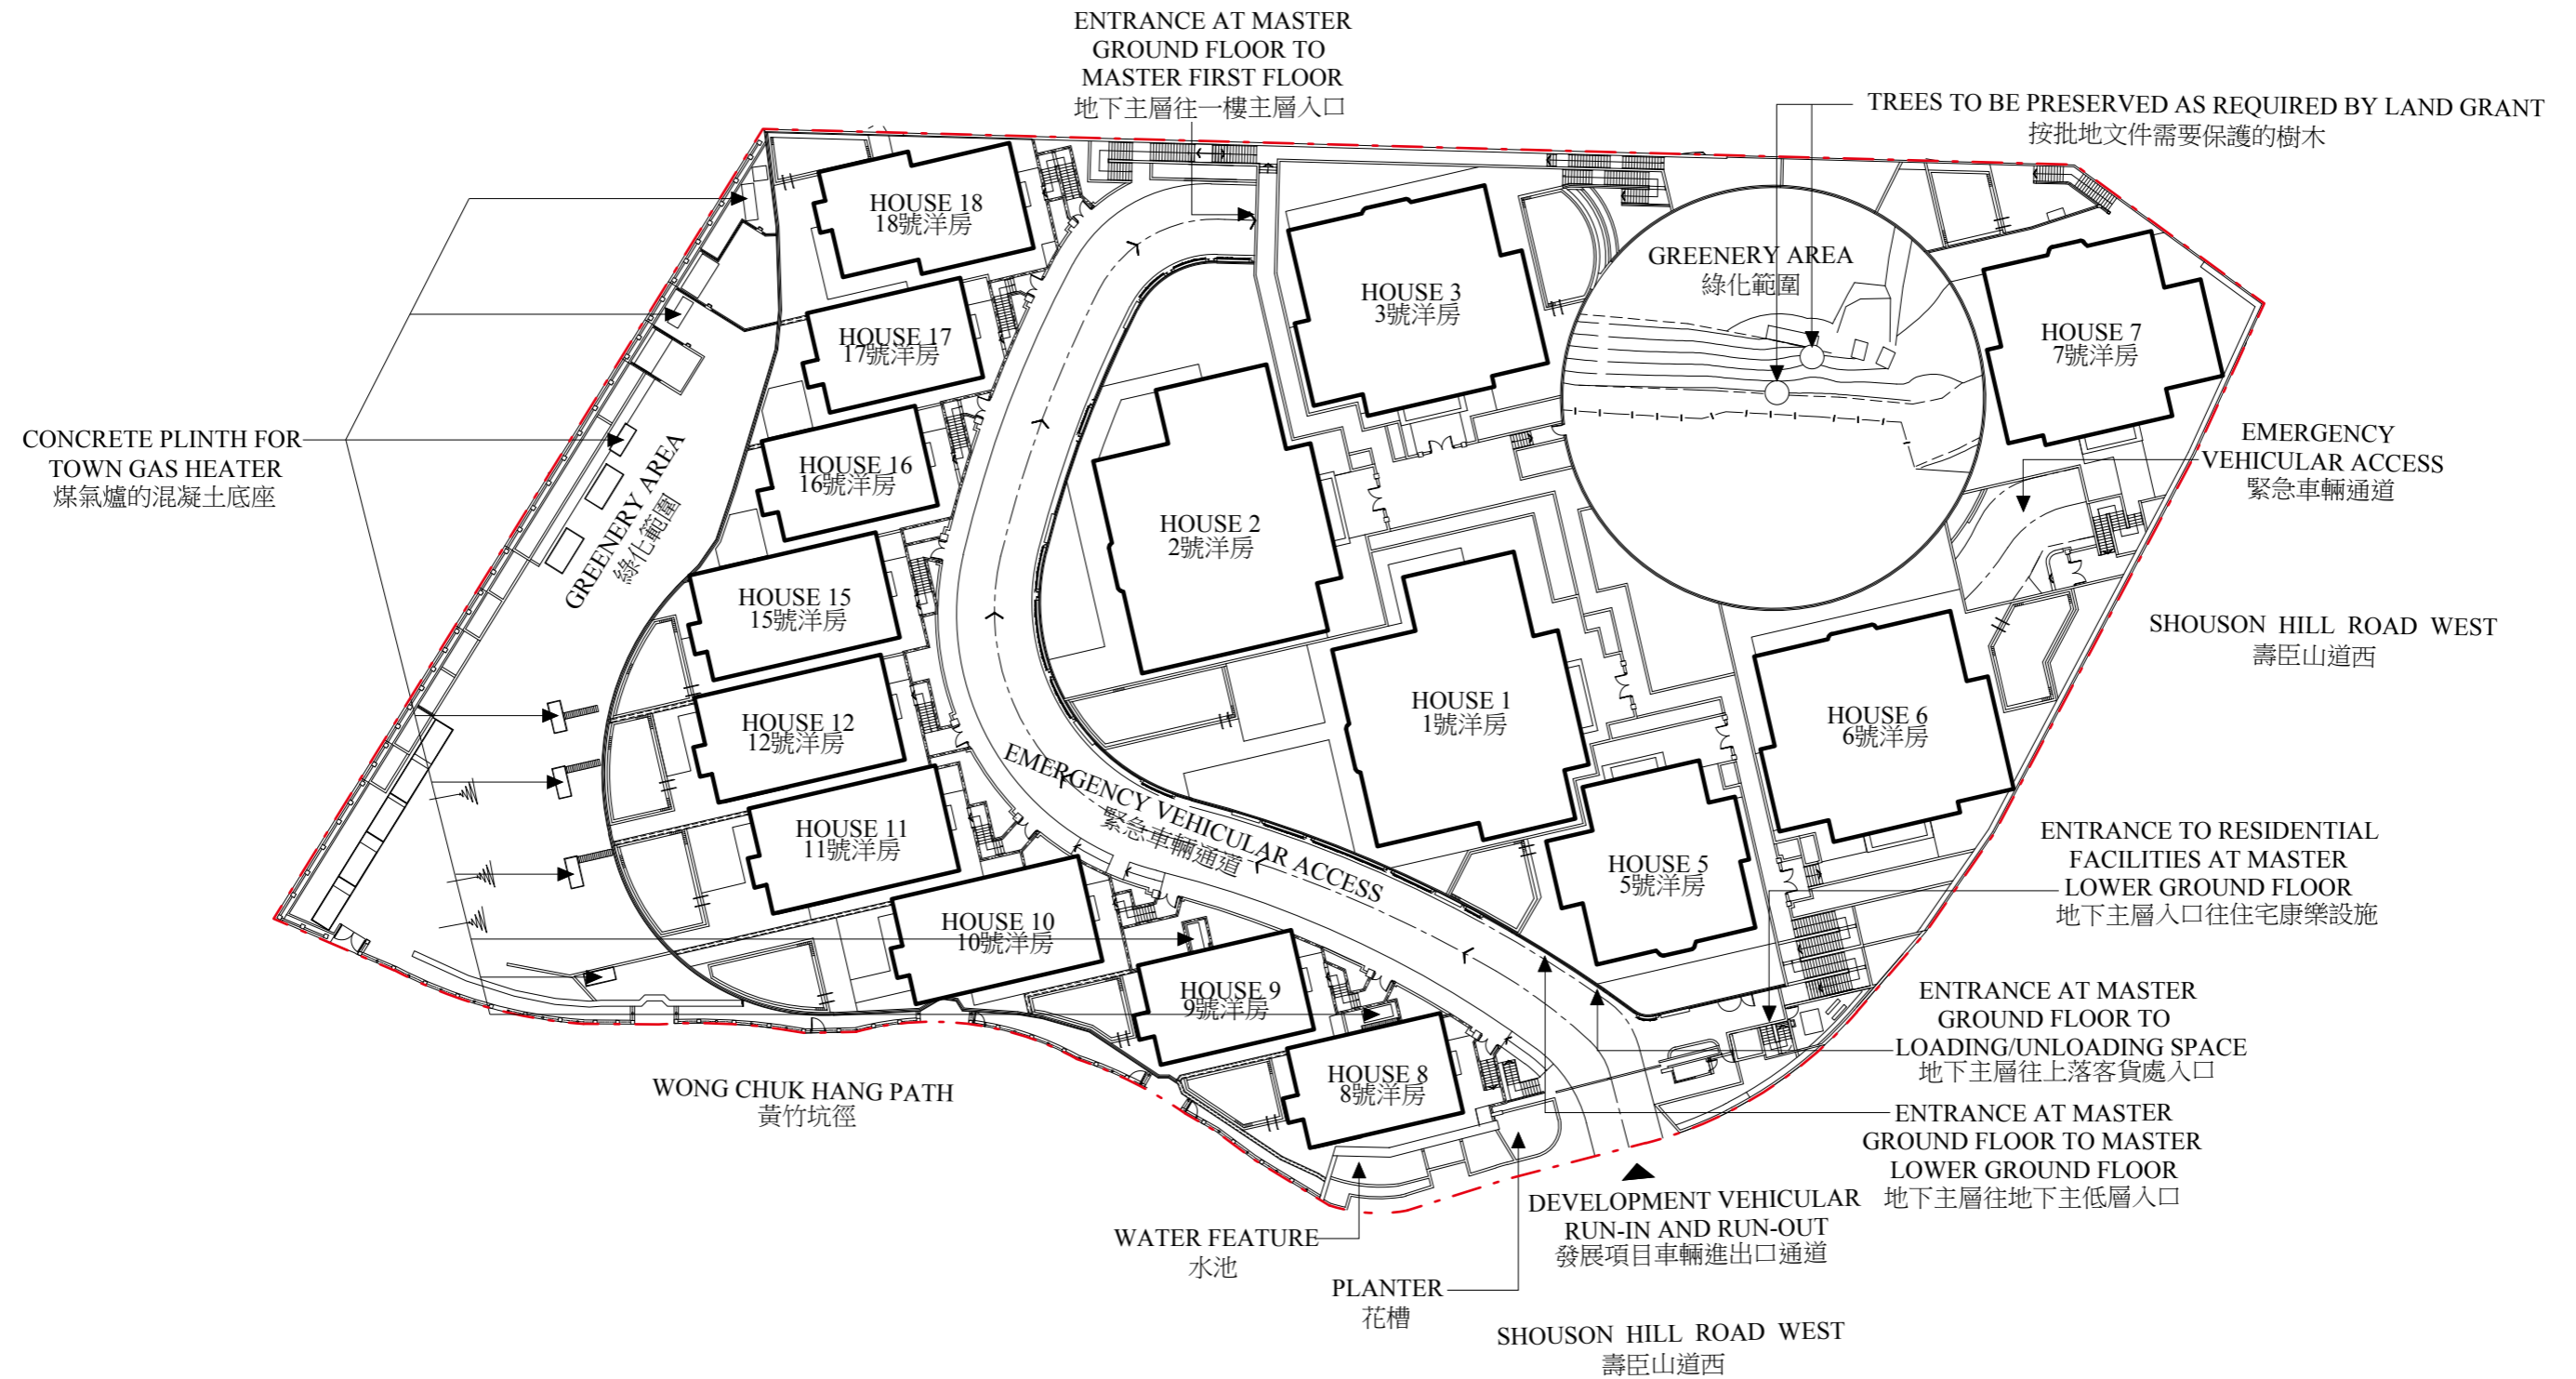 ENTRANCE AT MASTER
GROUND FLOOR TO
MASTER FIRST FLOOR
地下主層往一樓主層入口
TREES TO BE PRESERVED AS REQUIRED BY LAND GRANT
按批地文件需要保護的樹木
HOUSE 18
18號洋房
GREENERY AREA
綠化範圍
HOUSE 3
3號洋房
HOUSE 17
17號洋房
HOUSE 7
7號洋房
CONCRETE PLINTH FOR
TOWN GAS HEATER
煤氣爐的混凝土底座
GREENERY AREA
綠化範圍
HOUSE 16
16號洋房
EMERGENCY
VEHICULAR ACCESS
緊急車輛通道
HOUSE 2
2號洋房
HOUSE 15
15號洋房
SHOUSON HILL ROAD WEST
壽臣山道西
HOUSE 12
12號洋房
HOUSE 1
1號洋房
HOUSE 6
6號洋房
EMERGENCY VEHICULAR ACCESS
緊急車輛通道
HOUSE 11
11號洋房
HOUSE 5
5號洋房
ENTRANCE TO RESIDENTIAL
FACILITIES AT MASTER
LOWER GROUND FLOOR
地下主層入口往住宅康樂設施
HOUSE 10
10號洋房
HOUSE 9
9號洋房
ENTRANCE AT MASTER
GROUND FLOOR TO
LOADING/UNLOADING SPACE
地下主層往上落客貨處入口
HOUSE 8
8號洋房
WONG CHUK HANG PATH
黃竹坑徑
ENTRANCE AT MASTER
GROUND FLOOR TO MASTER
LOWER GROUND FLOOR
地下主層往地下主低層入口
DEVELOPMENT VEHICULAR
RUN-IN AND RUN-OUT
發展項目車輛進出口通道
WATER FEATURE
水池
PLANTER
花槽
SHOUSON HILL ROAD WEST
壽臣山道西